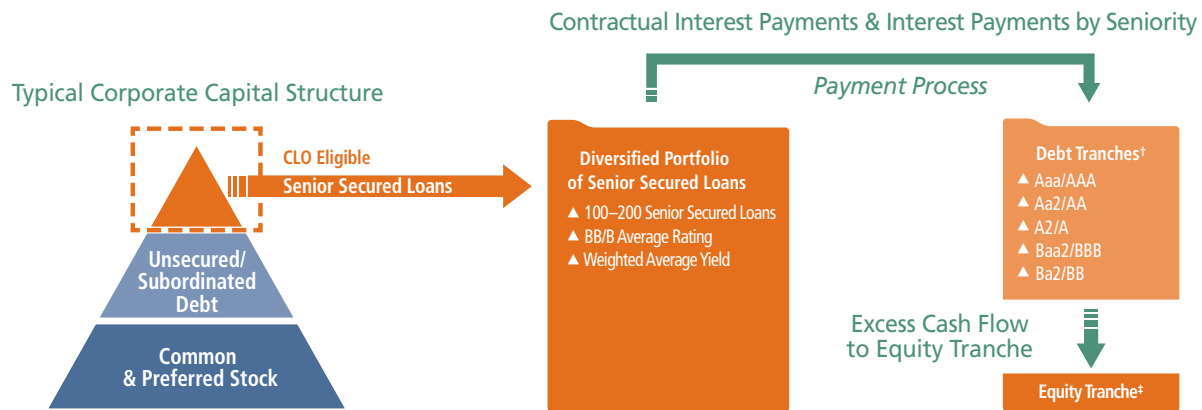 Contractual Interest Payments & Interest Payments by Seniority
Payment Process
Typical Corporate Capital Structure
CLO Eligible
Senior Secured Loans
Unsecured/
Subordinated
Debt
Common
& Preferred Stock
Diversified Portfolio
of Senior Secured Loans
▲ 100–200 Senior Secured Loans
▲ BB/B Average Rating
▲ Weighted Average Yield
Debt Tranches†
▲ Aaa/AAA
▲ Aa2/AA
▲ A2/A
▲ Baa2/BBB
▲ Ba2/BB
Excess Cash Flow
to Equity Tranche
Equity Tranche‡